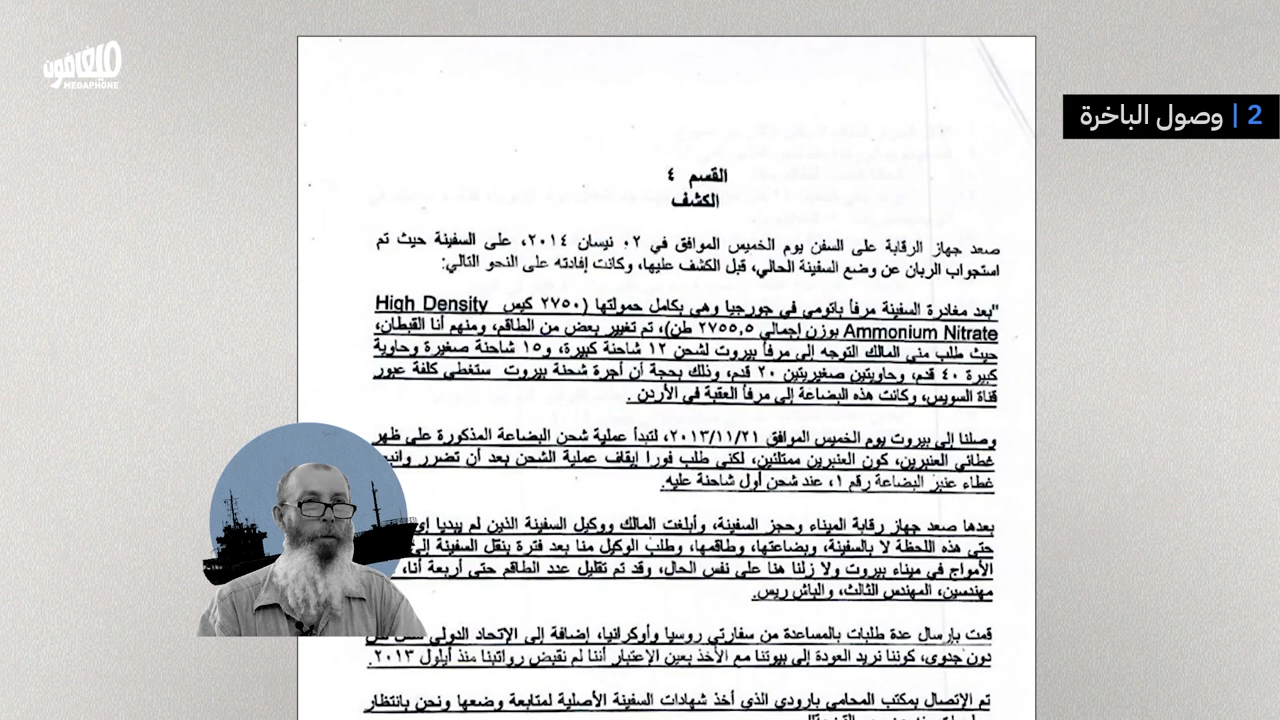 ميغافون
MEGAPHONE
2 | وصول الباخرة
القسم ٤
الكشف
صعد جهاز الرقابة على السفن يوم الخميس الموافق في ٠٢ نيسان ٢٠١٤، على السفينة حيث تم
استجواب الربان عن وضع السفينة الحالي، قبل الكشف عليها، وكانت إفادته على النحو التالي:
"بعد مغادرة السفينة مرفأ باتومي في جورجيا وهي بكامل حمولتها (٢٧٥٠ كيس High Density
Ammonium Nitrate بوزن إجمالي ٢٧٥٥,٥ طن)، تم تغيير بعض من الطاقم، ومنهم أنا القبطان،
حيث طلب مني المالك التوجه إلى مرفأ بيروت لشحن ١٢ شاحنة كبيرة، و١٥ شاحنة صغيرة وحاوية
كبيرة ٤٠ قدم، وحاويتين صغيريتين ٢٠ قدم، وذلك بحجة أن أجرة شحنة بيروت ستغطي كلفة عبور
قناة السويس، وكانت هذه البضاعة إلى مرفأ العقبة في الأردن .
وصلنا إلى بيروت يوم الخميس الموافق ٢٠١٣/١١/٢١، لتبدأ عملية شحن البضاعة المذكورة على ظهر
غطائي العنبرين، كون العنبرين ممتلئين، لكني طلب فورا إيقاف عملية الشحن بعد أن تضرر
غطاء عنبر البضاعة رقم ١، عند شحن أول شاحنة عليه.
بعدها صعد جهاز رقابة الميناء وحجز السفينة، وأبلغت المالك ووكيل السفينة الذين لم يبديا
حتى هذه اللحظة لا بالسفينة، وبضاعتها، وطاقمها، وطلب الوكيل منا بعد فترة بنقل السفينة
الأمواج في ميناء بيروت ولا زلنا هنا على نفس الحال، وقد تم تقليل عدد الطاقم حتى أربعة أنا،
مهندسين، المهندس الثالث، والباش ريس.
قمت بإرسال عدة طلبات بالمساعدة من سفارتي روسيا وأوكرانيا، إضافة إلى الإتحاد الدولي
دون جدوى، كوننا نريد العودة إلى بيوتنا مع الأخذ بعين الإعتبار أننا لم نقبض رواتبنا منذ أيلول ٢٠١٣.
تم الإتصال بمكتب المحامي بارودي الذي أخذ شهادات السفينة الأصلية لمتابعة وضعها ونحن بانتظار